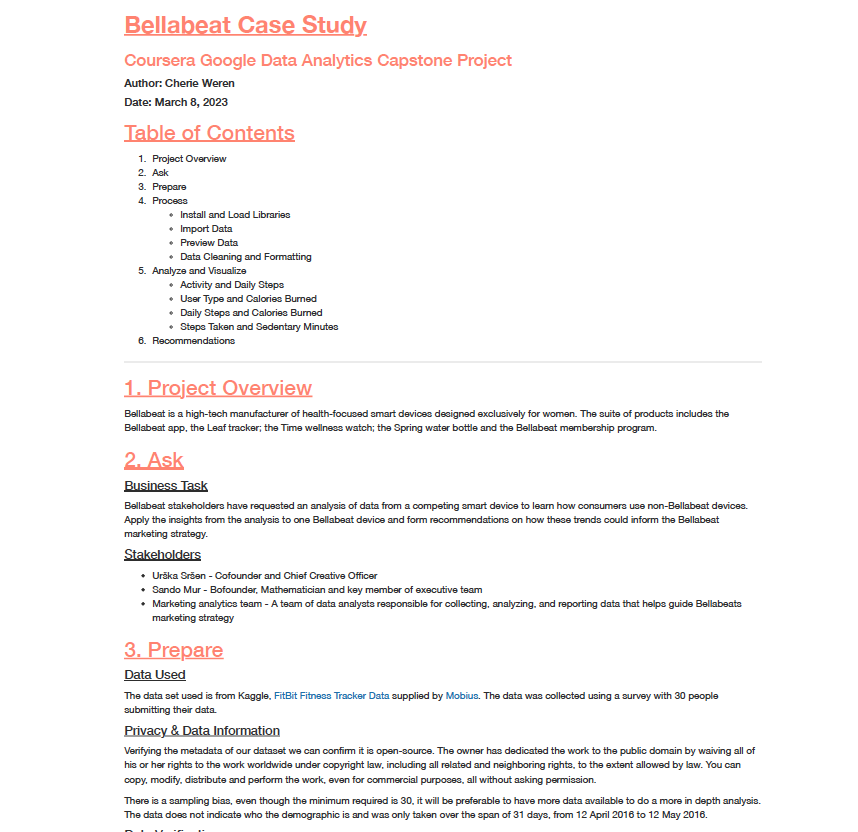 Bellabeat Case Study
Coursera Google Data Analytics Capstone Project
Author: Cherie Weren
Date: March 8, 2023
Table of Contents
1. Project Overview
2. Ask
3. Prepare
4. Process
• Install and Load Libraries
• Import Data
• Preview Data
• Data Cleaning and Formatting
5. Analyze and Visualize
• Activity and Daily Steps
• User Type and Calories Burned
• Daily Steps and Calories Burned
• Steps Taken and Sedentary Minutes
6. Recommendations
1. Project Overview
Bellabeat is a high-tech manufacturer of health-focused smart devices designed exclusively for women. The suite of products includes the
Bellabeat app, the Leaf tracker; the Time wellness watch; the Spring water bottle and the Bellabeat membership program.
2. Ask
Business Task
Bellabeat stakeholders have requested an analysis of data from a competing smart device to learn how consumers use non-Bellabeat devices.
Apply the insights from the analysis to one Bellabeat device and form recommendations on how these trends could inform the Bellabeat
marketing strategy.
Stakeholders
• Urška Sršen - Cofounder and Chief Creative Officer
• Sando Mur - Bofounder, Mathematician and key member of executive team
• Marketing analytics team - A team of data analysts responsible for collecting, analyzing, and reporting data that helps guide Bellabeats
marketing strategy
3. Prepare
Data Used
The data set used is from Kaggle, FitBit Fitness Tracker Data supplied by Mobius. The data was collected using a survey with 30 people
submitting their data.
Privacy & Data Information
Verifying the metadata of our dataset we can confirm it is open-source. The owner has dedicated the work to the public domain by waiving all of
his or her rights to the work worldwide under copyright law, including all related and neighboring rights, to the extent allowed by law. You can
copy, modify, distribute and perform the work, even for commercial purposes, all without asking permission.
There is a sampling bias, even though the minimum required is 30, it will be preferable to have more data available to do a more in depth analysis.
The data does not indicate who the demographic is and was only taken over the span of 31 days, from 12 April 2016 to 12 May 2016.